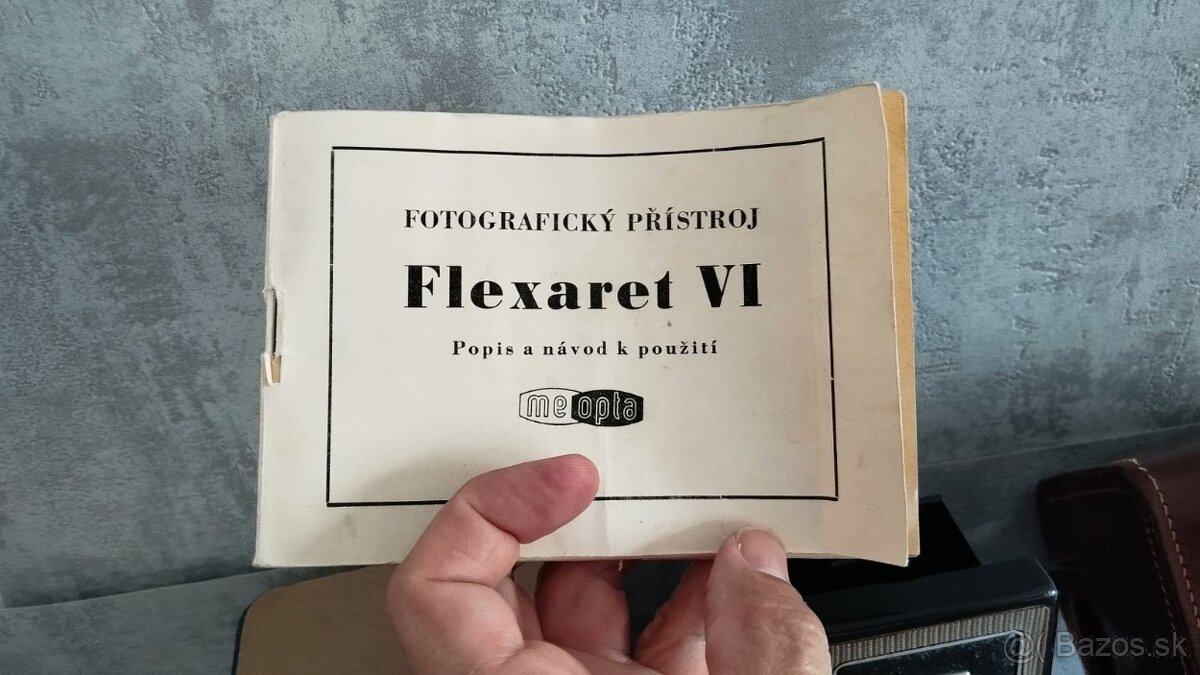 FOTOGRAFICKÝ PŘÍSTROJ
Flexaret VI
Popis a návod k použití
meopta
@ Bazos.sk